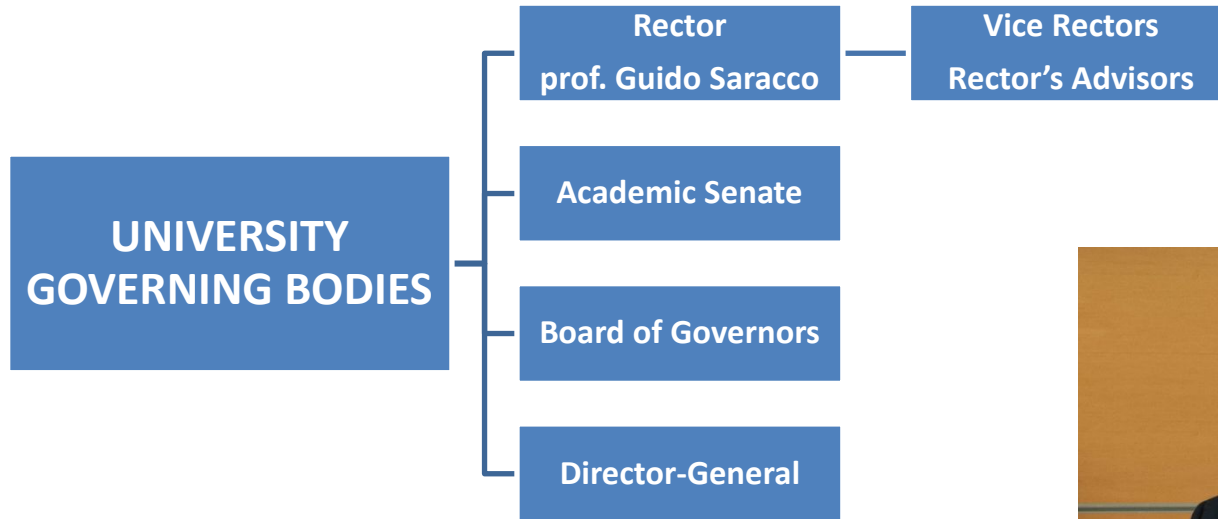 Rector
prof. Guido Saracco
Vice Rectors
Rector's Advisors
Academic Senate
UNIVERSITY
GOVERNING BODIES
Board of Governors
Director-General